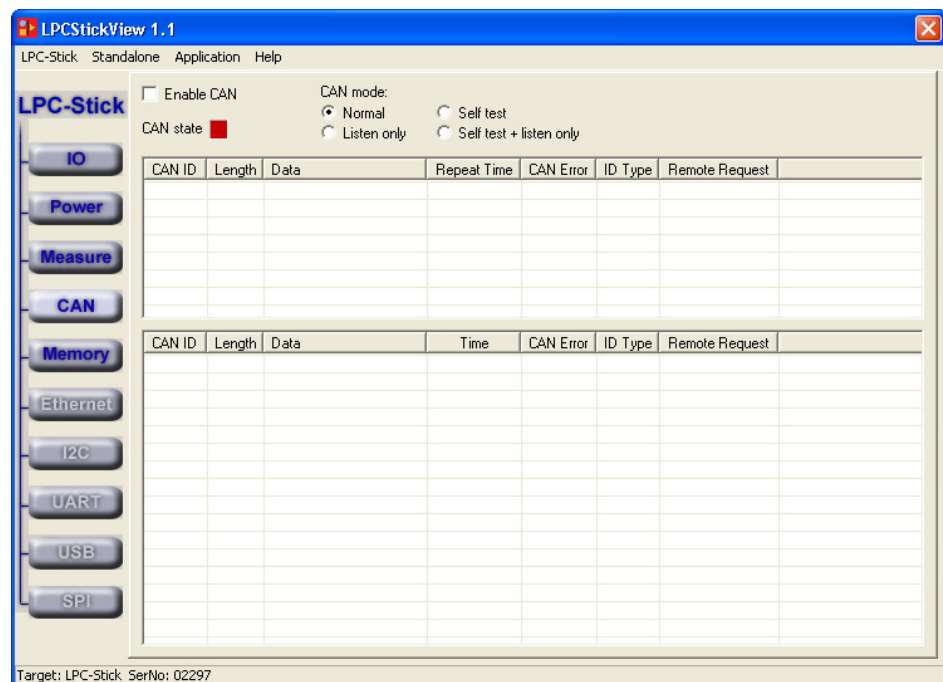 LPCStickView 1.1
LPC-Stick Standalone Application Help
LPC-Stick
IO
Power
Measure
CAN
Memory
Ethernet
I2C
UART
USB
SPI
Enable CAN
CAN state
CAN mode:
Normal
Self test
Listen only
Self test + listen only
CAN ID Length Data Repeat Time CAN Error ID Type Remote Request
CAN ID Length Data Time CAN Error ID Type Remote Request
Target: LPC-Stick SerNo: 02297